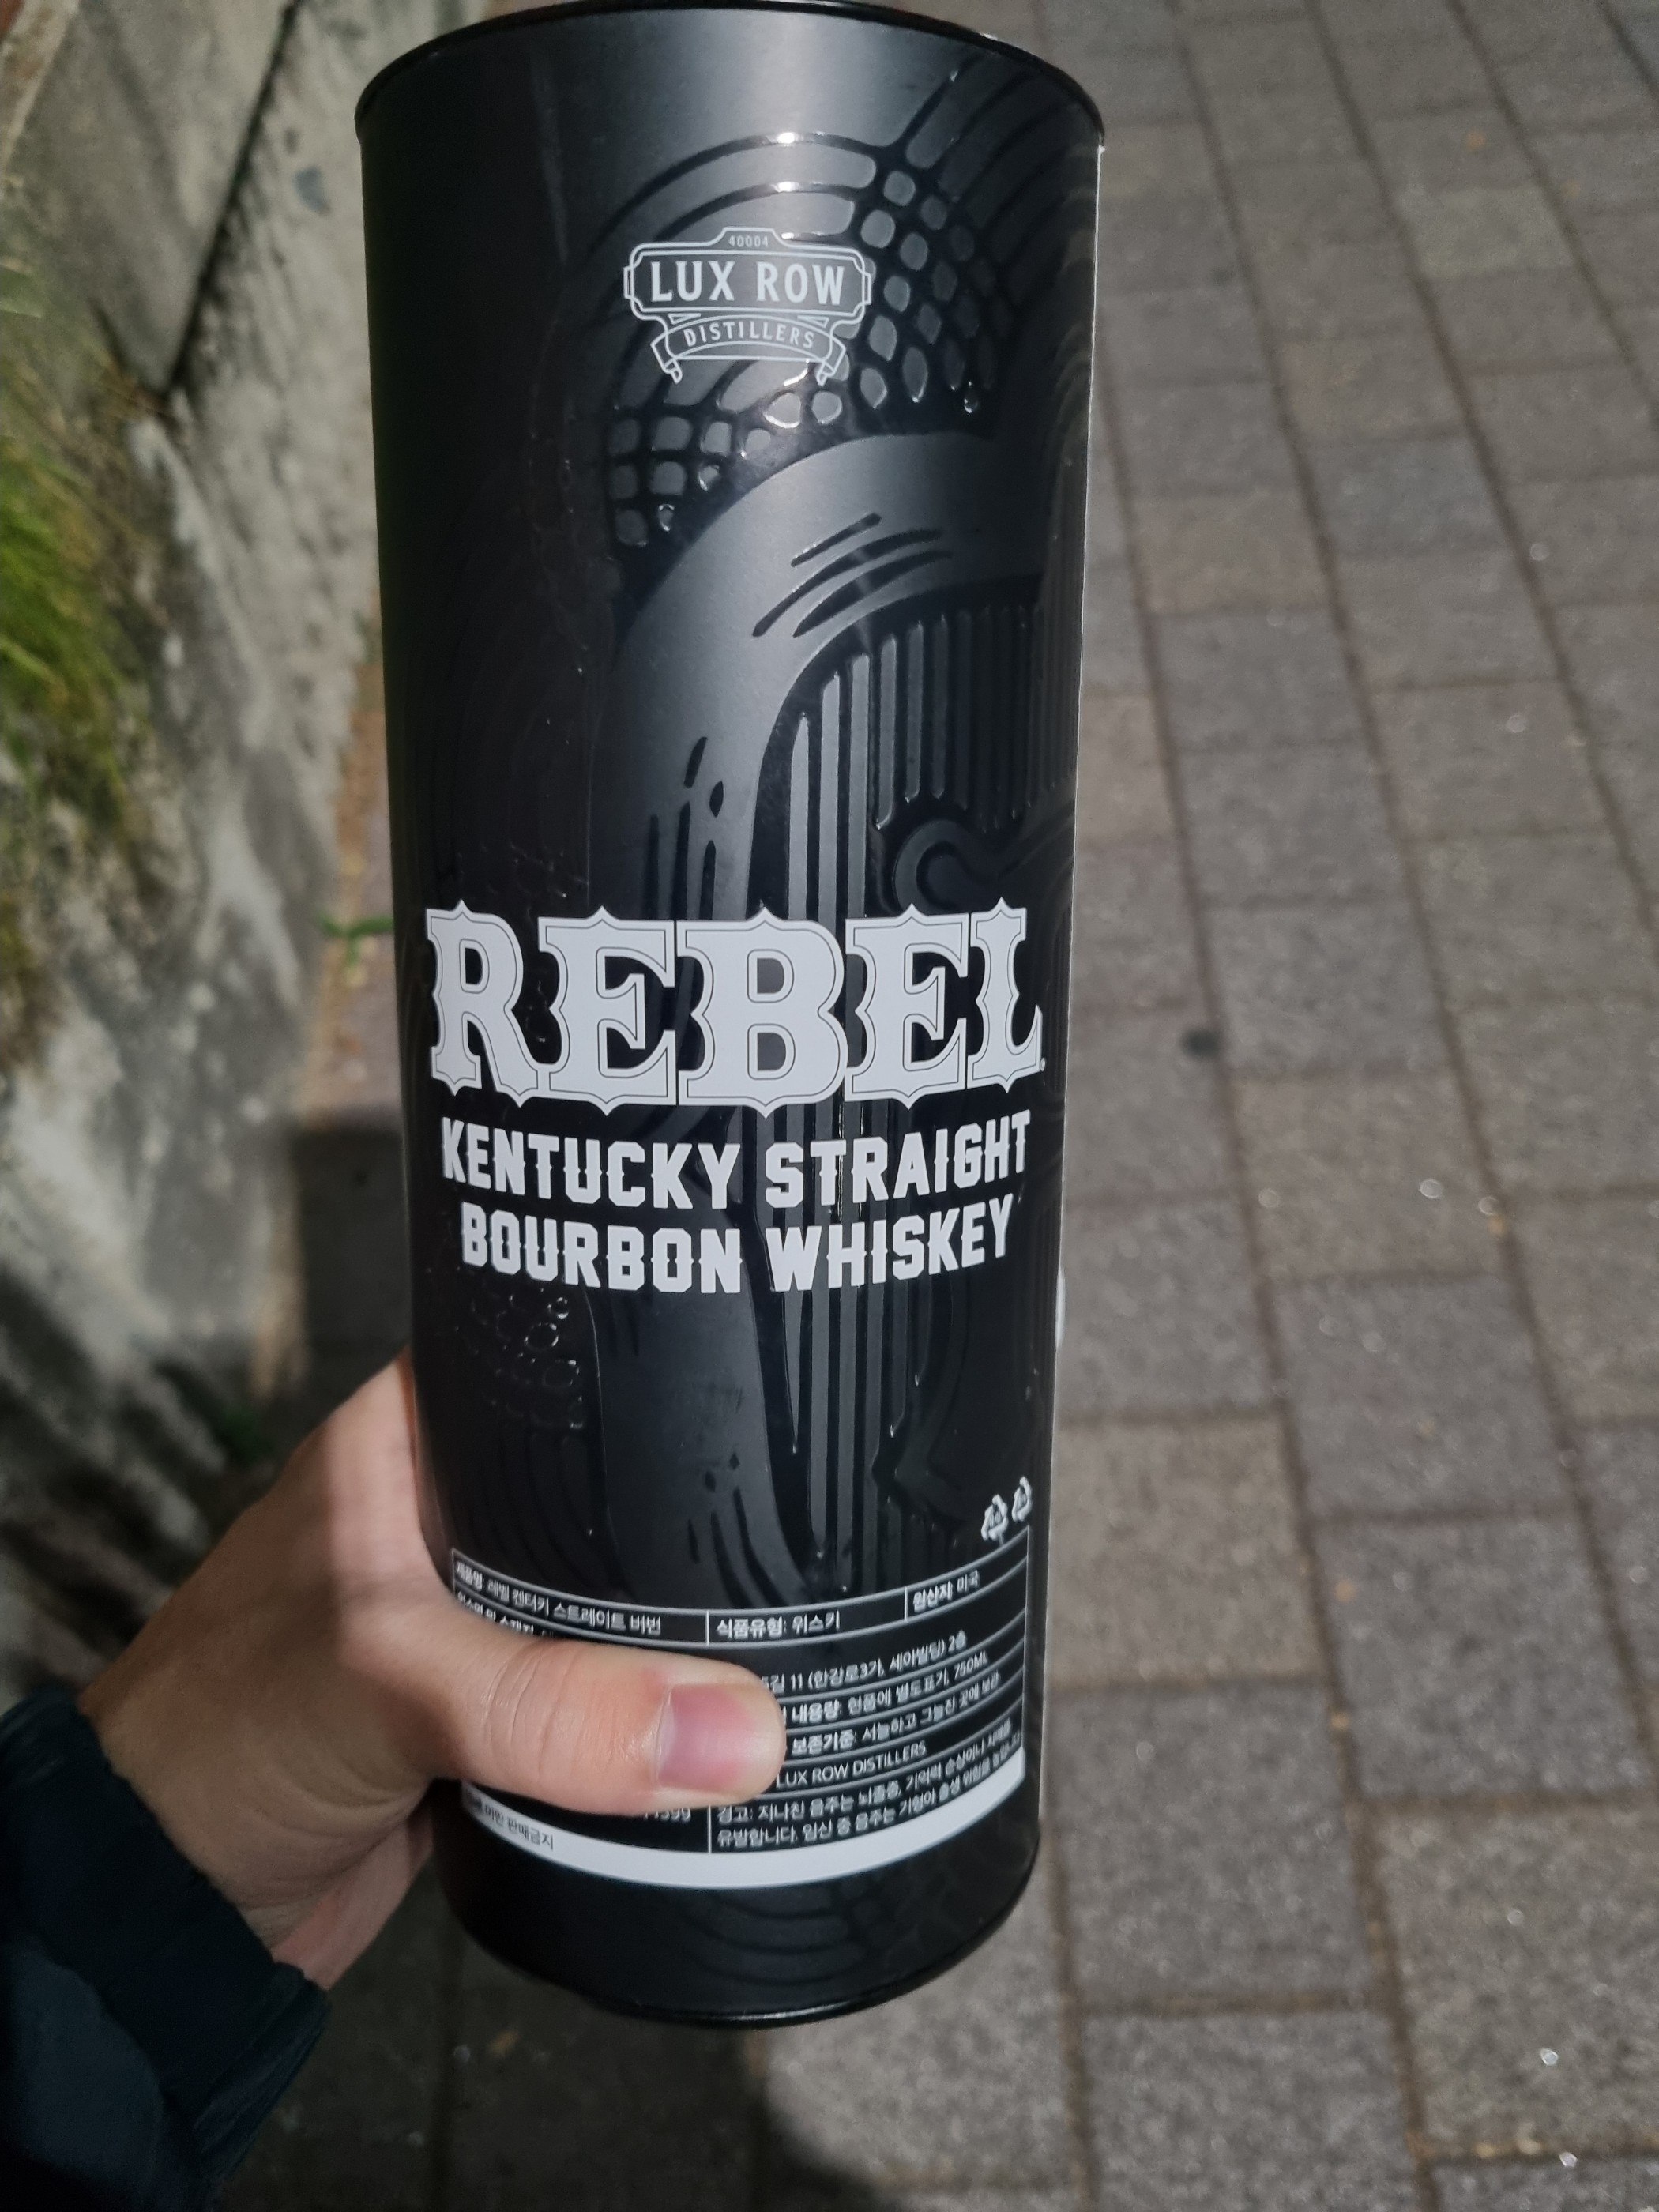 40004
LUX ROW
DISTILLERS
REBEL
KENTUCKY STRAIGHT
BOURBON WHISKEY
제품명: 레벨 켄터키 스트레이트 버번
식품유형: 위스키
원산지: 미국
길 11 (한강로3가, 세아빌딩) 2층
내용량: 현품에 별도표기, 750ML
보존기준: 서늘하고 그늘진 곳에 보관
LUX ROW DISTILLERS
경고: 지나친 음주는 뇌졸중, 기억력 손상이나 치매를
유발합니다. 임신 중 음주는 기형아 출생 위험을 높입니다
미만 판매금지